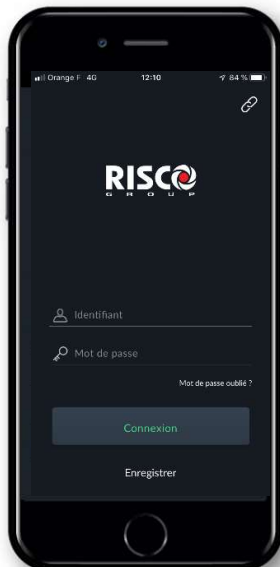 Orange F 4G 12:10 84 %
RISCO
GROUP
Identifiant
Mot de passe
Mot de passe oublié ?
Connexion
Enregistrer